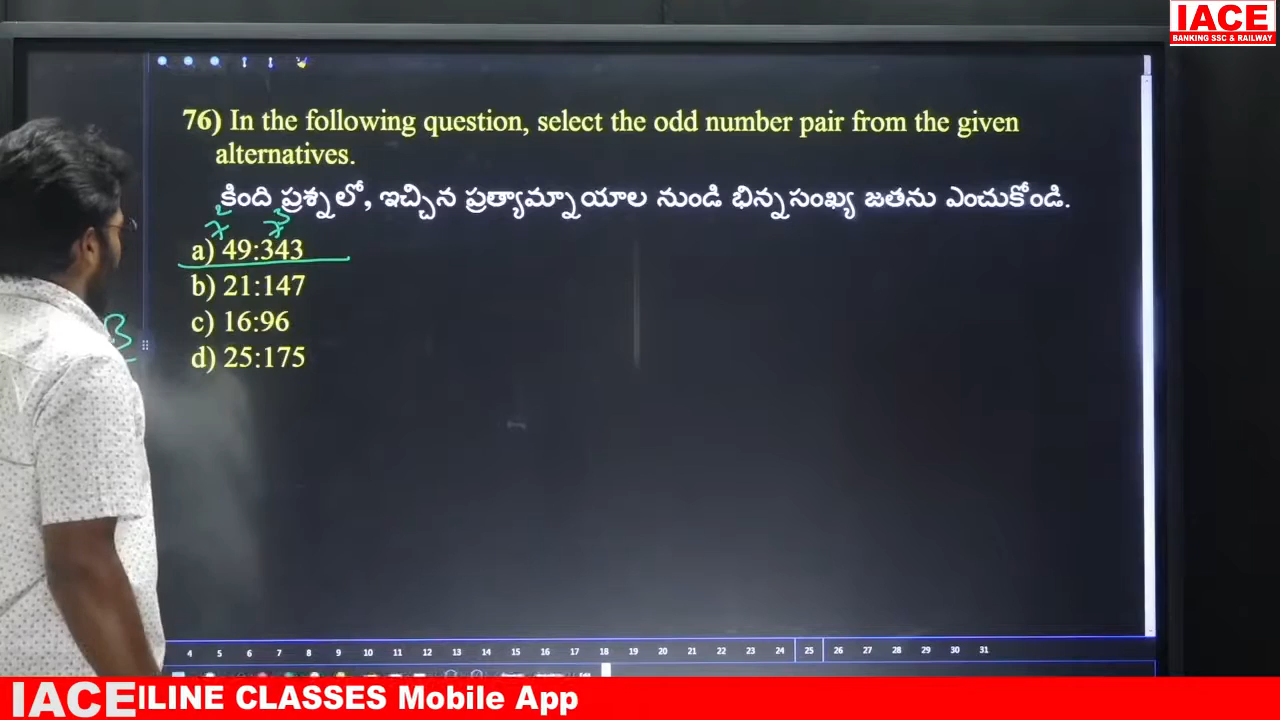 IACE
BANKING SSC & RAILWAY
76) In the following question, select the odd number pair from the given
alternatives.
కింది ప్రశ్నలో, ఇచ్చిన ప్రత్యామ్నాయాల నుండి భిన్నసంఖ్య జతను ఎంచుకోండి.
7² 7³
a) 49:343
b) 21:147
c) 16:96
d) 25:175
4 5 6 7 8 9 10 11 12 13 14 15 16 17 18 19 20 21 22 23 24 25 26 27 28 29 30 31
IACE ILINE CLASSES Mobile App